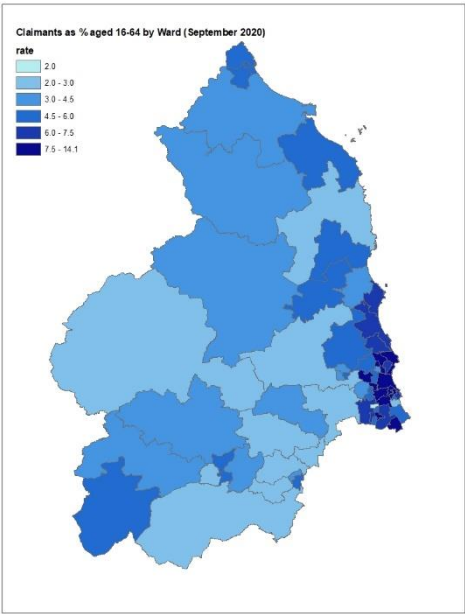 Claimants as % aged 16-64 by Ward (September 2020)
rate
2.0
2.0 - 3.0
3.0 - 4.5
4.5 - 6.0
6.0 - 7.5
7.5 - 14.1